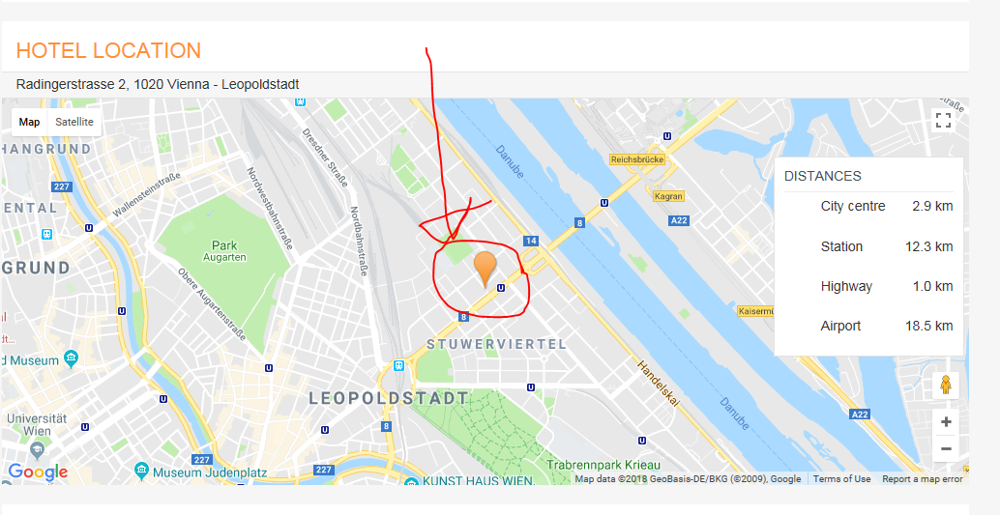 HOTEL LOCATION
Radingerstrasse 2, 1020 Vienna - Leopoldstadt
Map
Satellite
HANGRUND
Dresdner Straße
Danube
Reichsbrücke
U
DISTANCES
City centre 2.9 km
Station 12.3 km
Highway 1.0 km
Airport 18.5 km
227
Wallensteinstraße
Nordwestbahnstraße
Kagran
ENTAL
U
U
8
A22
Nordbahnstraße
14
Park
Augarten
GRUND
Obere Augartenstraße
U
U
8
Kaisermü
STUWERVIERTEL
d Museum
U
Handelskai
LEOPOLDSTADT
U
U
Danube
A22
Universität
Wien
U
U
8
U
227
227
Google
Museum Judenplatz
KUNST HAUS WIEN.
Trabrennpark Krieau
Map data ©2018 GeoBasis-DE/BKG (©2009), Google
Terms of Use
Report a map error